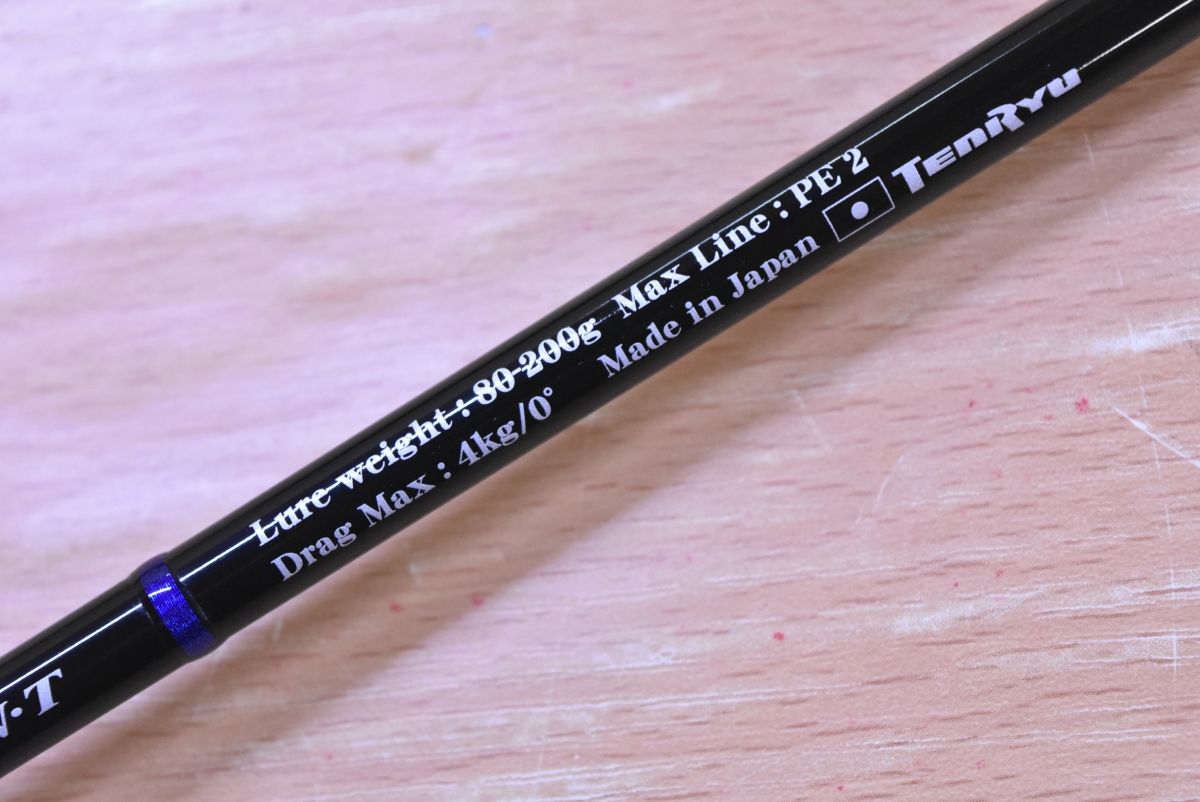 Lure weight : 80-200g Max Line : PE 2
Drag Max : 4kg/0° Made in Japan TenRyu
·T